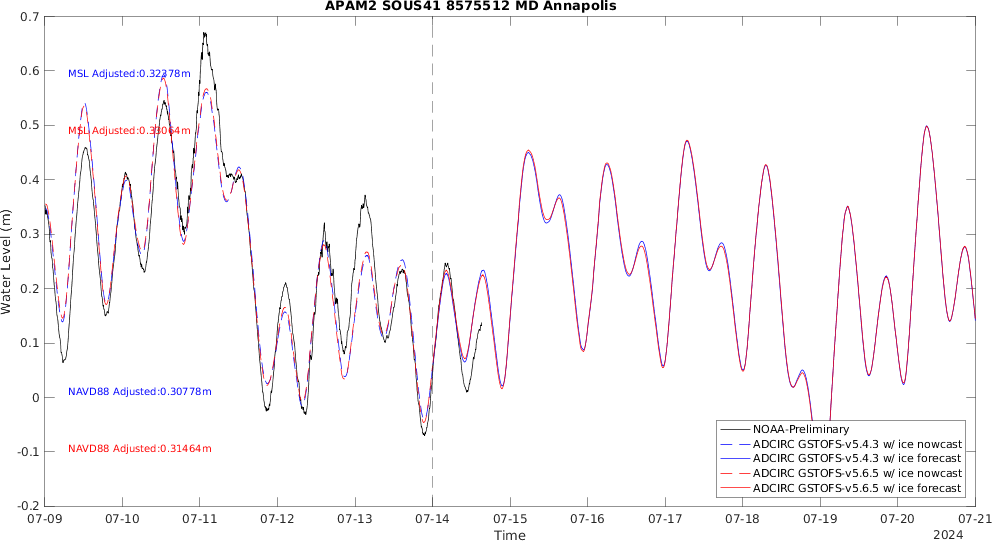 APAM2 SOUS41 8575512 MD Annapolis
0.7
0.6
0.5
0.4
0.3
0.2
0.1
0
-0.1
-0.2
Water Level (m)
MSL Adjusted:0.32378m
MSL Adjusted:0.33064m
NAVD88 Adjusted:0.30778m
NAVD88 Adjusted:0.31464m
NOAA-Preliminary
ADCIRC GSTOFS-v5.4.3 w/ ice nowcast
ADCIRC GSTOFS-v5.4.3 w/ ice forecast
ADCIRC GSTOFS-v5.6.5 w/ ice nowcast
ADCIRC GSTOFS-v5.6.5 w/ ice forecast
07-09 07-10 07-11 07-12 07-13 07-14 07-15 07-16 07-17 07-18 07-19 07-20 07-21
Time
2024